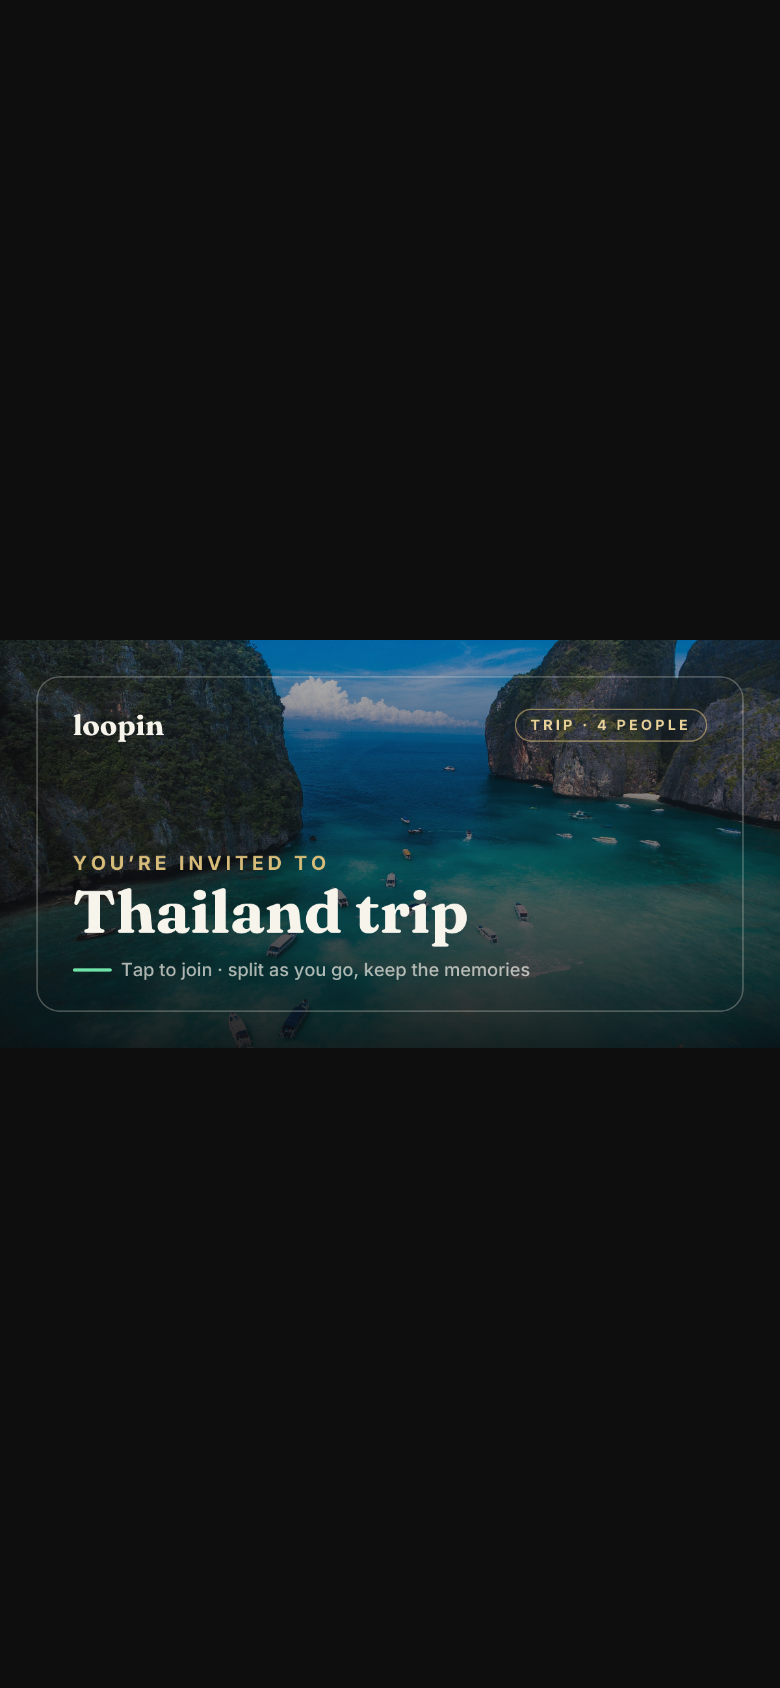 loopin
TRIP · 4 PEOPLE
YOU’RE INVITED TO
Thailand trip
Tap to join · split as you go, keep the memories